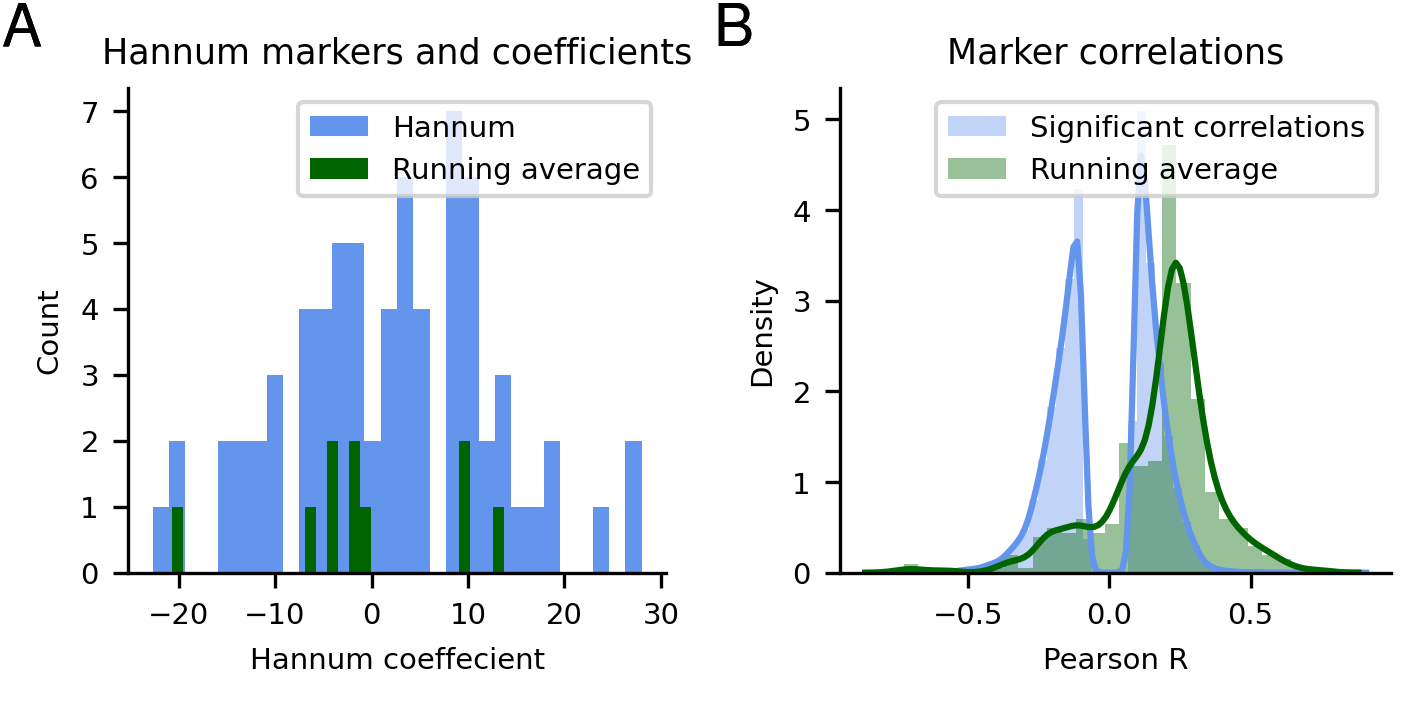 A
Hannum markers and coefficients
7
6
5
4
3
2
1
0
Count
Hannum
Running average
−20
−10
0
10
20
30
Hannum coeffecient
B
Marker correlations
5
4
3
2
1
0
Density
Significant correlations
Running average
−0.5
0.0
0.5
Pearson R